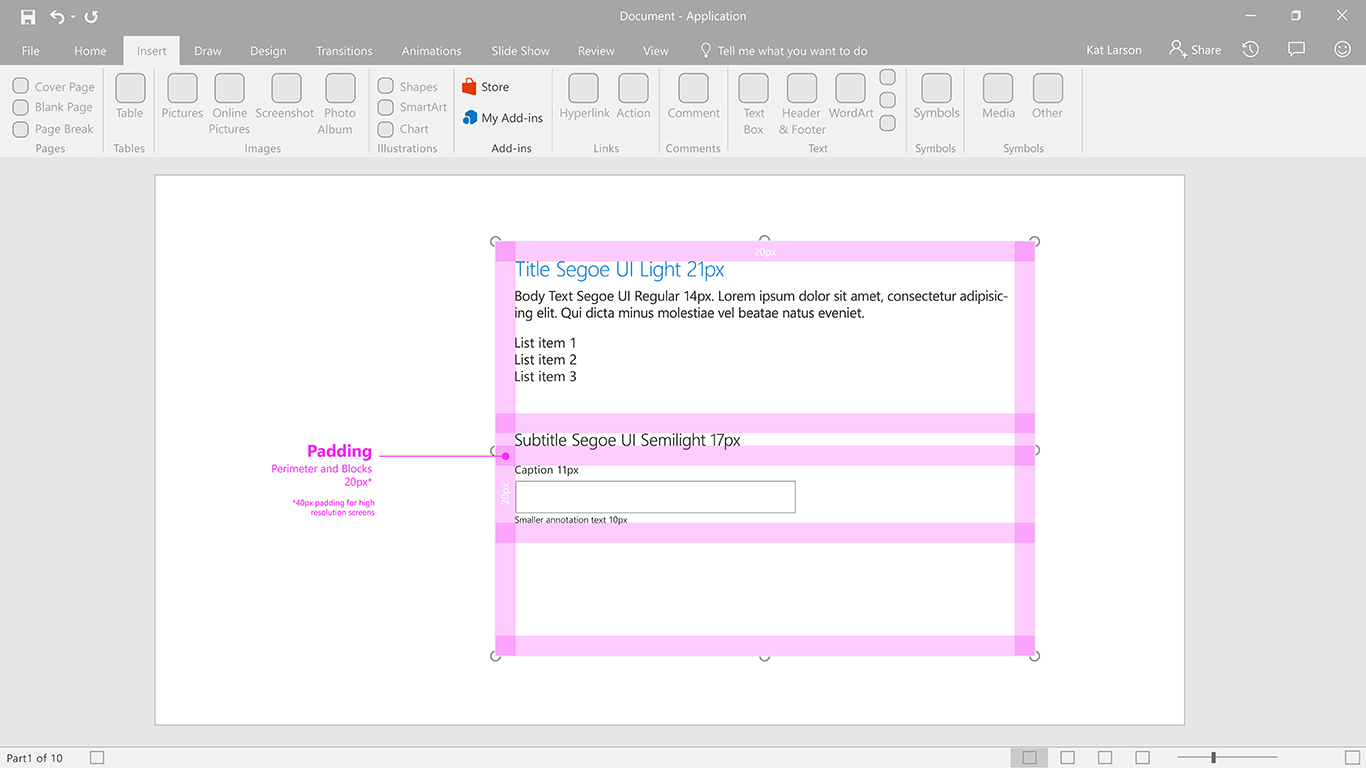 Document - Application
File Home Insert Draw Design Transitions Animations Slide Show Review View Tell me what you want to do Kat Larson Share
Cover Page
Blank Page
Page Break
Pages
Table
Tables
Pictures
Online
Pictures
Screenshot
Photo
Album
Images
Shapes
SmartArt
Chart
Illustrations
Store
My Add-ins
Add-ins
Hyperlink
Action
Links
Comment
Comments
Text
Box
Header
& Footer
WordArt
Text
Symbols
Symbols
Media
Other
Symbols
20px
Title Segoe UI Light 21px
Body Text Segoe UI Regular 14px. Lorem ipsum dolor sit amet, consectetur adipisic-
ing elit. Qui dicta minus molestiae vel beatae natus eveniet.
List item 1
List item 2
List item 3
Subtitle Segoe UI Semilight 17px
Padding
Perimeter and Blocks
20px*
*40px padding for high
resolution screens
Caption 11px
20px
Smaller annotation text 10px
Part1 of 10